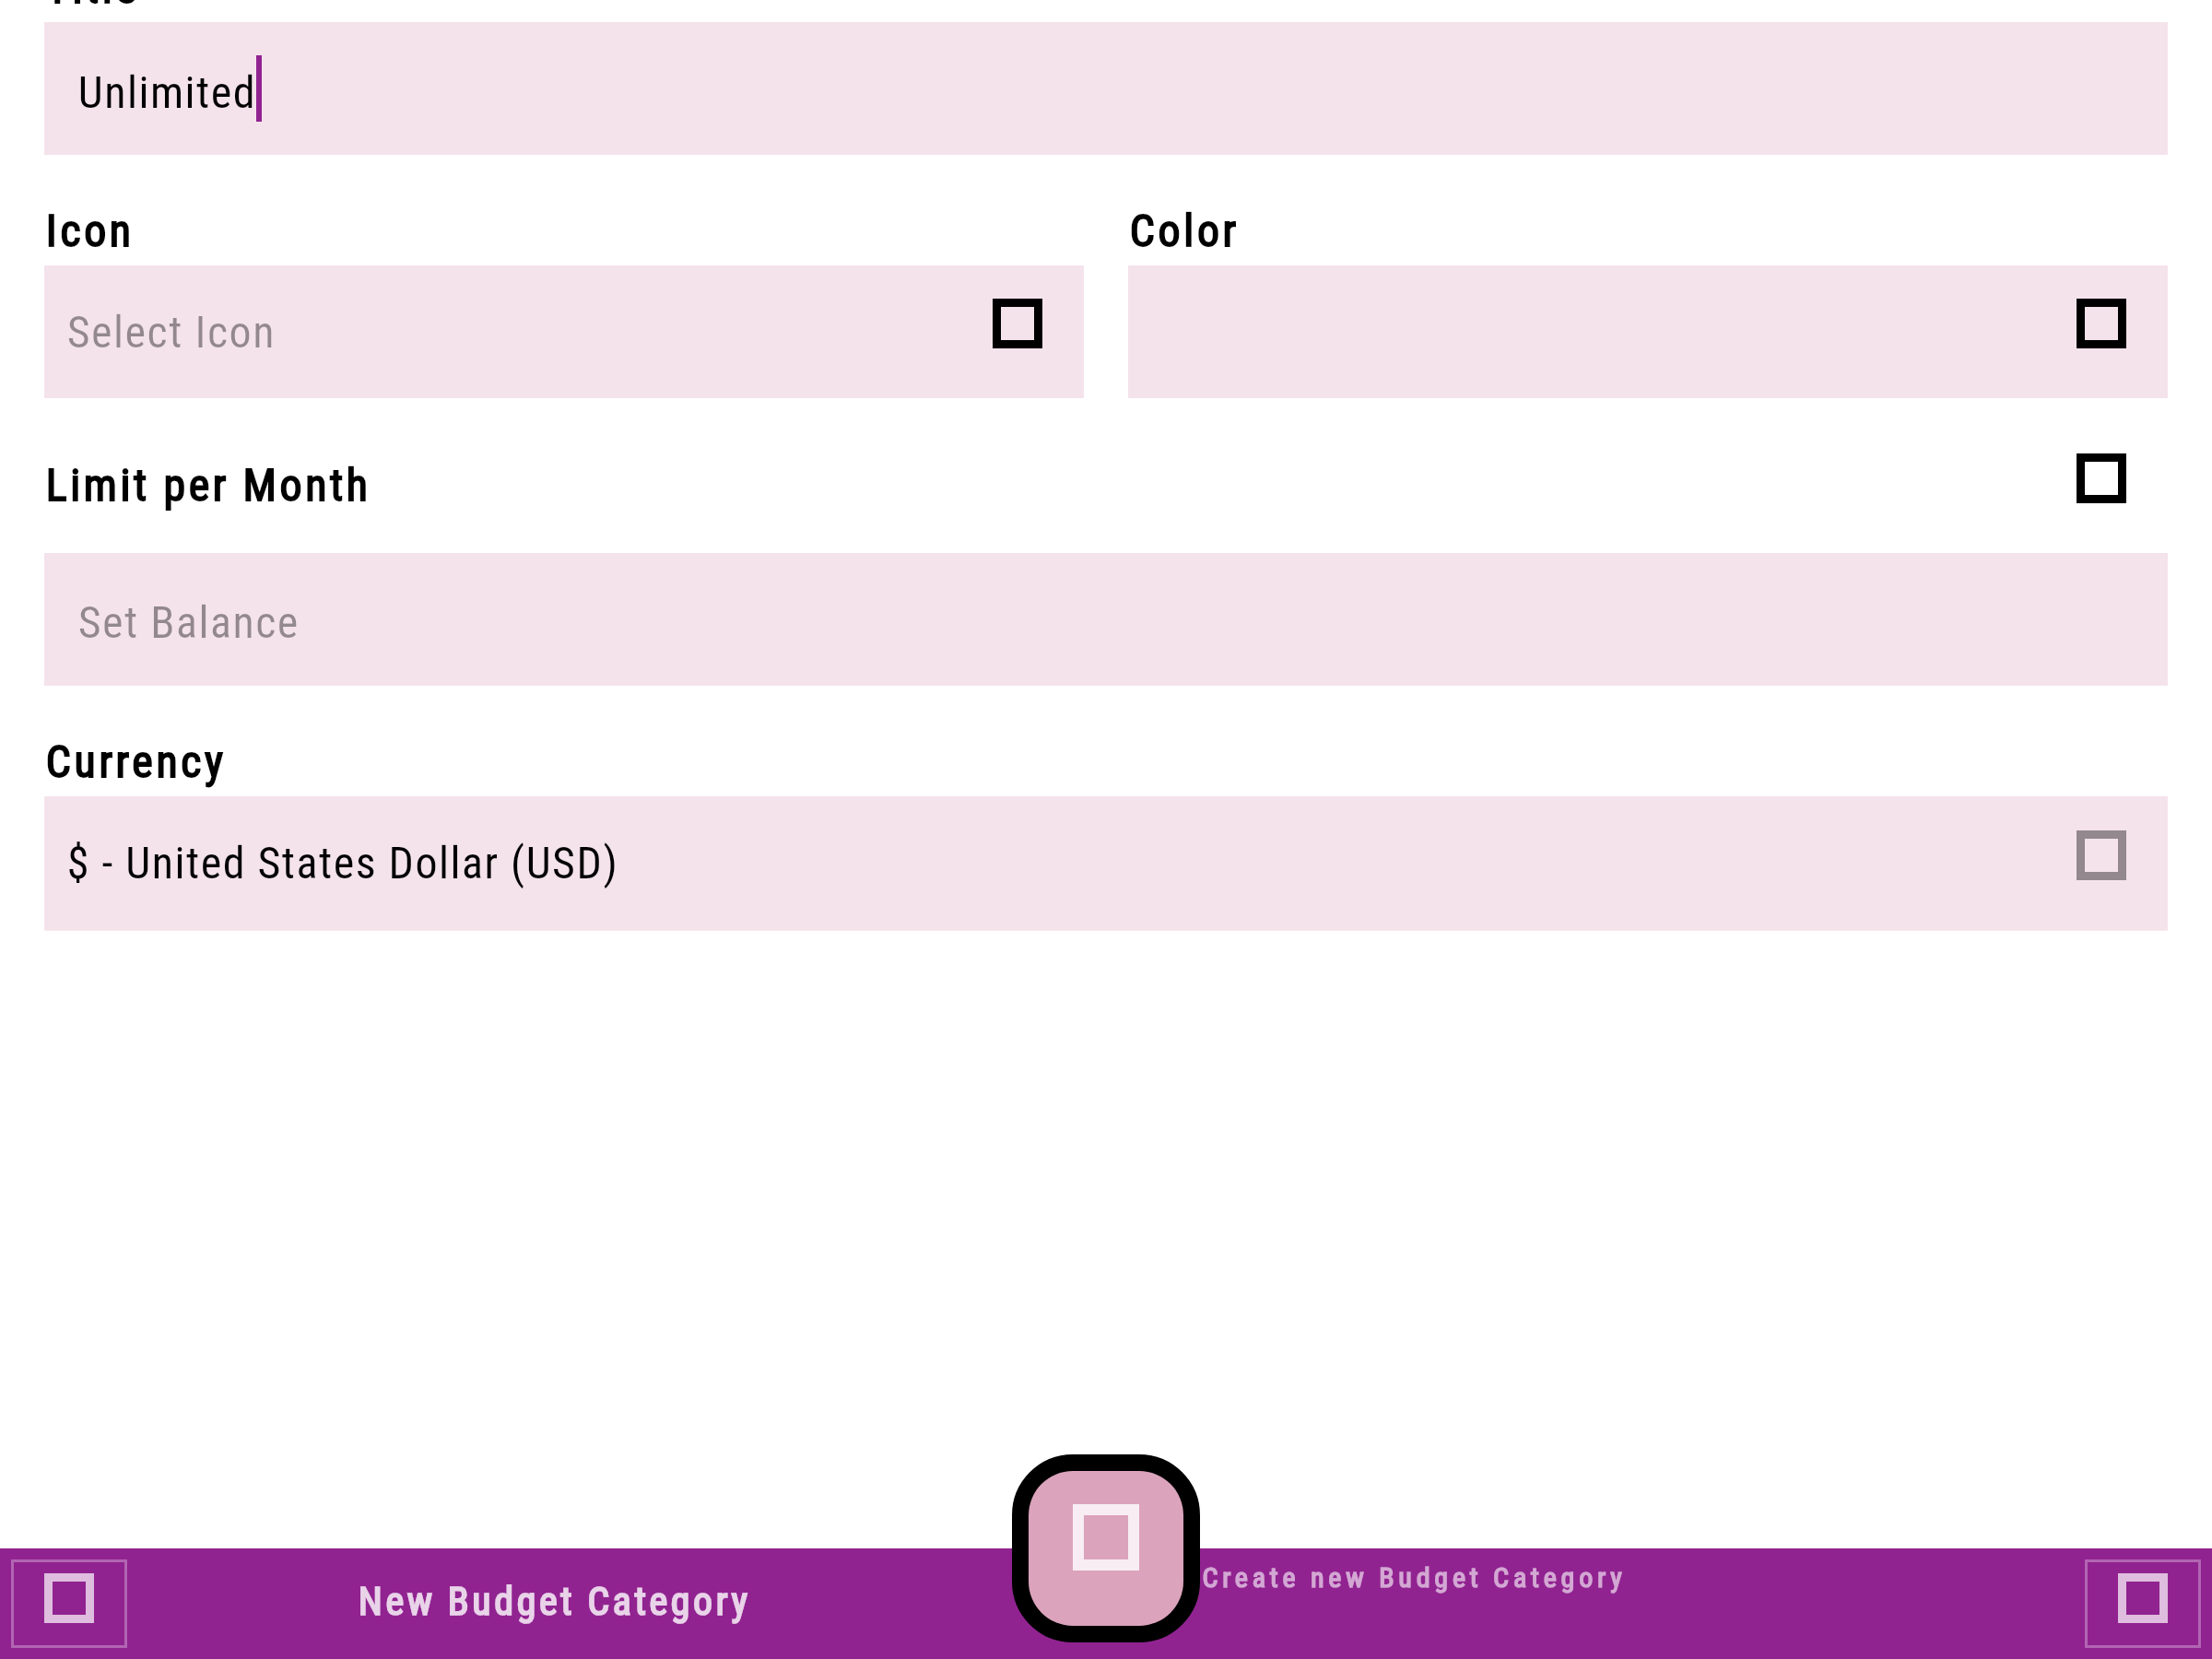 Title
Unlimited
Icon
Color
Select Icon
Limit per Month
Set Balance
Currency
$ - United States Dollar (USD)
New Budget Category
Create new Budget Category